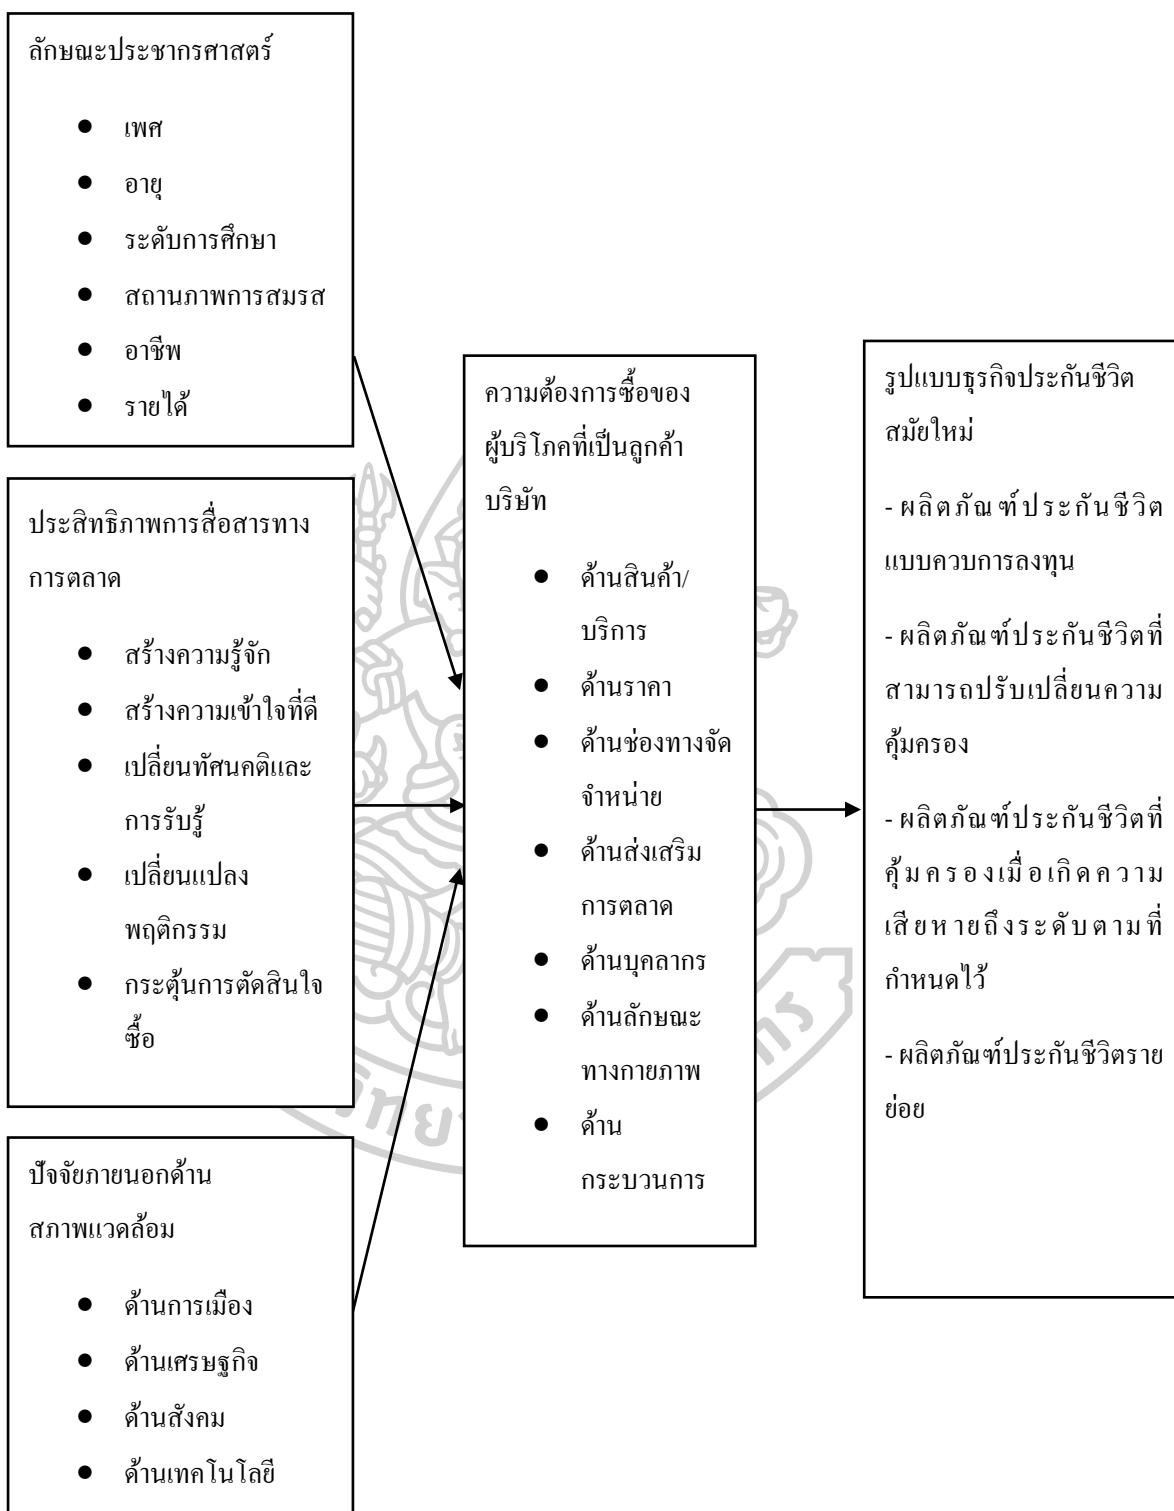 ลักษณะประชากรศาสตร์
● เพศ
● อายุ
● ระดับการศึกษา
● สถานภาพการสมรส
● อาชีพ
● รายได้
ประสิทธิภาพการสื่อสารทาง
การตลาด
● สร้างความรู้จัก
● สร้างความเข้าใจที่ดี
● เปลี่ยนทัศนคติและ
การรับรู้
● เปลี่ยนแปลง
พฤติกรรม
● กระตุ้นการตัดสินใจ
ซื้อ
ปัจจัยภายนอกด้าน
สภาพแวดล้อม
● ด้านการเมือง
● ด้านเศรษฐกิจ
● ด้านสังคม
● ด้านเทคโนโลยี
ความต้องการซื้อของ
ผู้บริโภคที่เป็นลูกค้า
บริษัท
● ด้านสินค้า/
บริการ
● ด้านราคา
● ด้านช่องทางจัด
จำหน่าย
● ด้านส่งเสริม
การตลาด
● ด้านบุคลากร
● ด้านลักษณะ
ทางกายภาพ
● ด้าน
กระบวนการ
รูปแบบธุรกิจประกันชีวิต
สมัยใหม่
- ผลิตภัณฑ์ประกันชีวิต
แบบควบการลงทุน
- ผลิตภัณฑ์ประกันชีวิตที่
สามารถปรับเปลี่ยนความ
คุ้มครอง
- ผลิตภัณฑ์ประกันชีวิตที่
คุ้มครองเมื่อเกิดความ
เสียหายถึงระดับตามที่
กำหนดไว้
- ผลิตภัณฑ์ประกันชีวิตราย
ย่อย